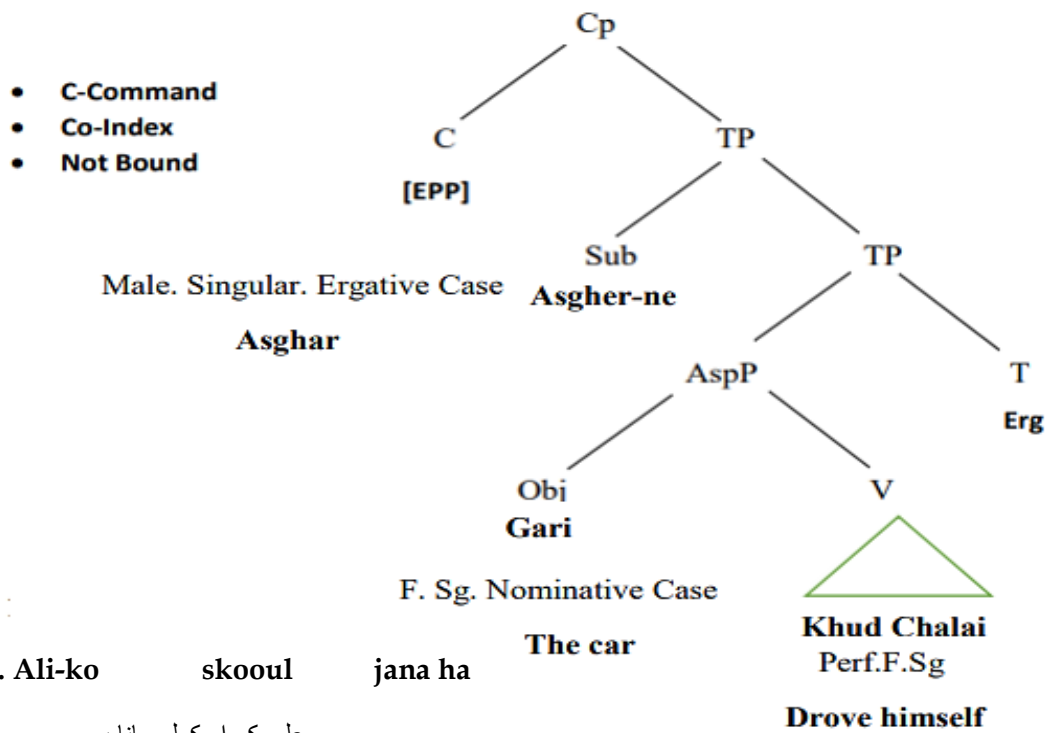 Cp
• C-Command
• Co-Index
• Not Bound
C TP
[EPP]
Sub TP
Male. Singular. Ergative Case Asgher-ne
Asghar
AspP T
Erg
Obj V
Gari
F. Sg. Nominative Case
The car
Khud Chalai
Perf.F.Sg
Drove himself
. Ali-ko skooul jana ha